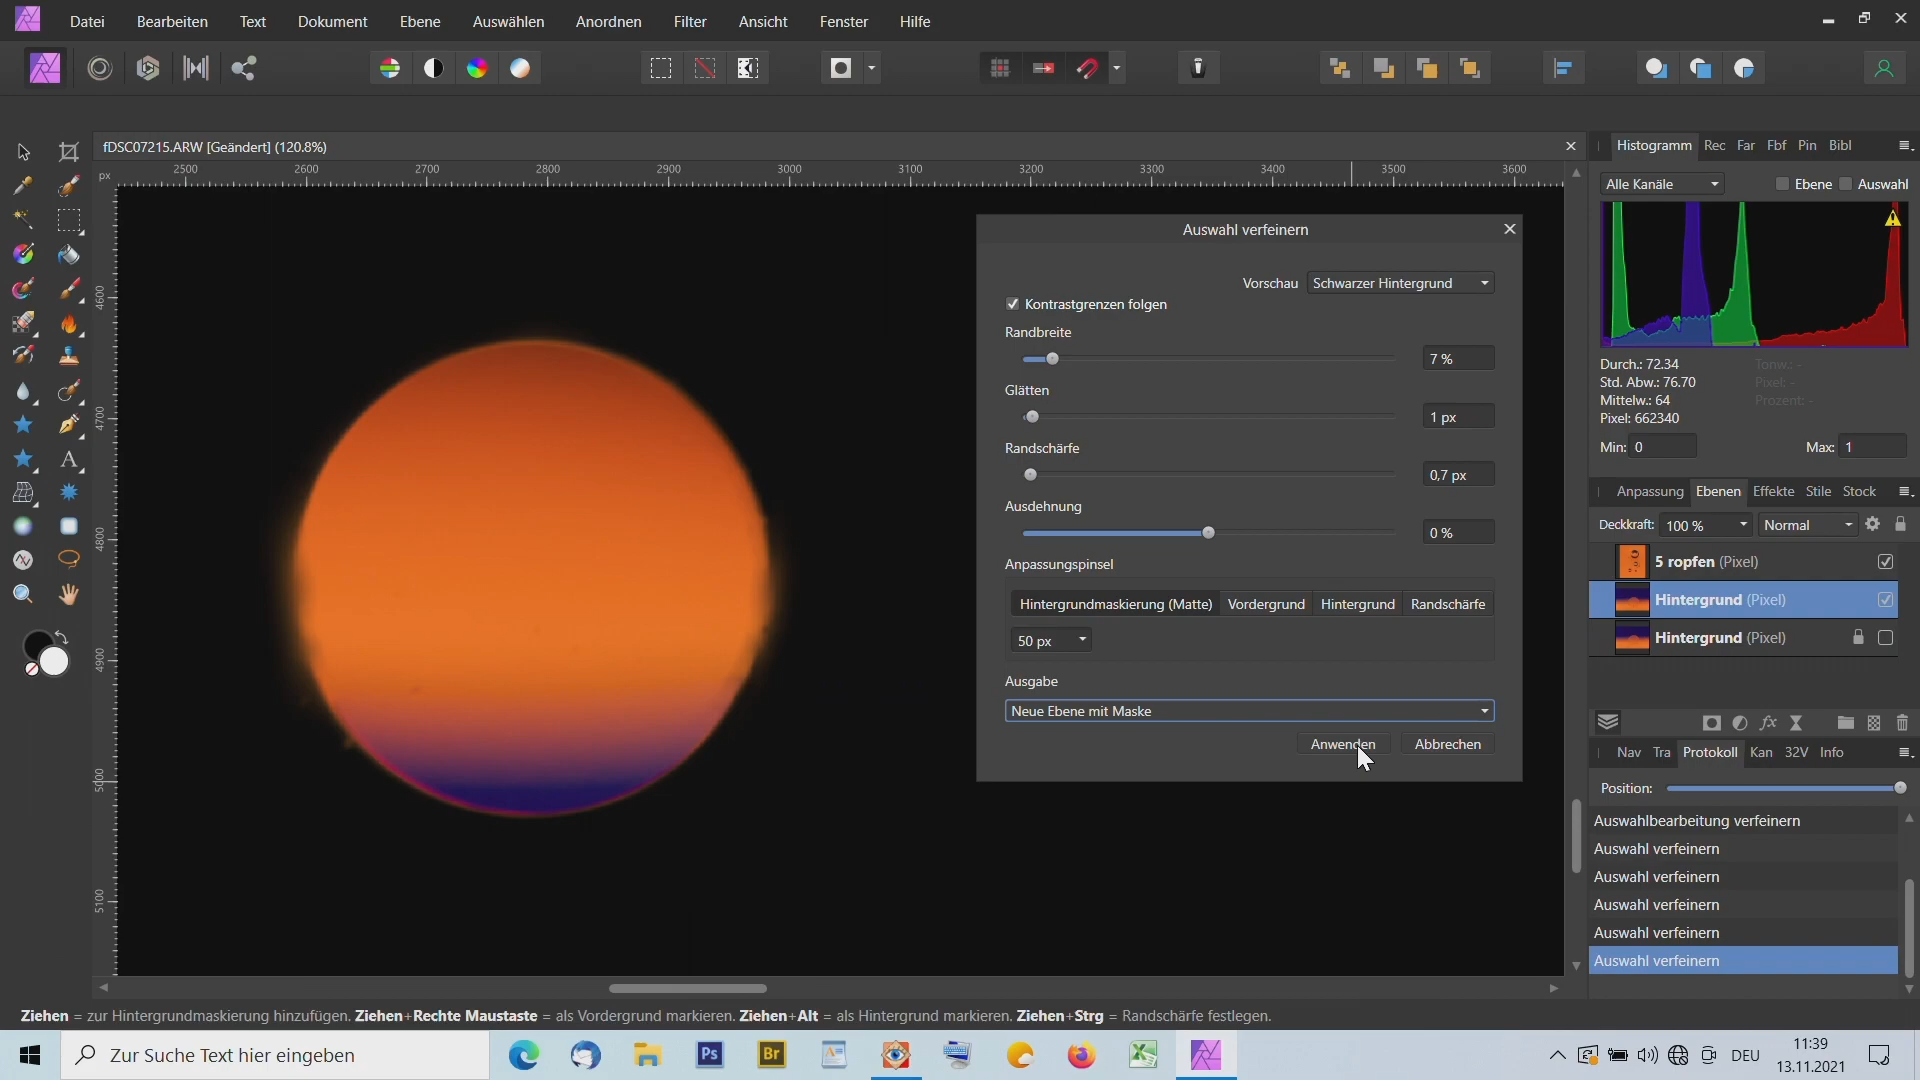 Datei Bearbeiten Text Dokument Ebene Auswählen Anordnen Filter Ansicht Fenster Hilfe
fDSC07215.ARW [Geändert] (120.8%)
px 2500 2600 2700 2800 2900 3000 3100 3200 3300 3400 3500 3600
4600
4700
4800
4900
5000
5100
Auswahl verfeinern
Vorschau Schwarzer Hintergrund
Kontrastgrenzen folgen
Randbreite
7 %
Glätten
1 px
Randschärfe
0,7 px
Ausdehnung
0 %
Anpassungspinsel
Hintergrundmaskierung (Matte) Vordergrund Hintergrund Randschärfe
50 px
Ausgabe
Neue Ebene mit Maske
Anwenden Abbrechen
Histogramm Rec Far Fbf Pin Bibl
Alle Kanäle Ebene Auswahl
Durch.: 72.34 Tonw.: -
Std. Abw.: 76.70 Pixel: -
Mittelw.: 64 Prozent: -
Pixel: 662340
Min: 0 Max: 1
Anpassung Ebenen Effekte Stile Stock
Deckkraft: 100 % Normal
5 ropfen (Pixel)
Hintergrund (Pixel)
Hintergrund (Pixel)
Nav Tra Protokoll Kan 32V Info
Position:
Auswahlbearbeitung verfeinern
Auswahl verfeinern
Auswahl verfeinern
Auswahl verfeinern
Auswahl verfeinern
Auswahl verfeinern
Ziehen = zur Hintergrundmaskierung hinzufügen. Ziehen+Rechte Maustaste = als Vordergrund markieren. Ziehen+Alt = als Hintergrund markieren. Ziehen+Strg = Randschärfe festlegen.
Zur Suche Text hier eingeben
Ps Br
DEU
11:39
13.11.2021